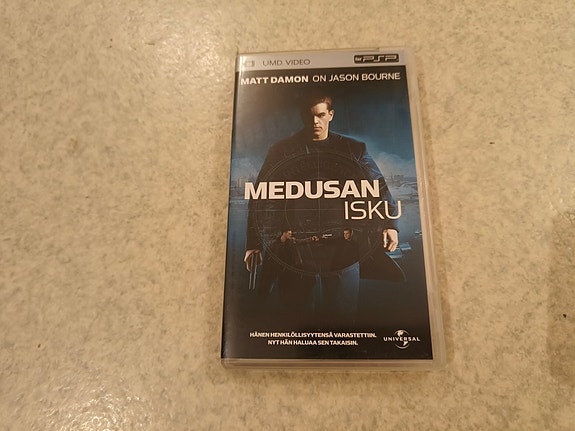 UMD VIDEO
PSP
MATT DAMON ON JASON BOURNE
MEDUSAN
ISKU
HÄNEN HENKILÖLLISYYTENSÄ VARASTETTIIN.
NYT HÄN HALUAA SEN TAKAISIN.
UNIVERSAL